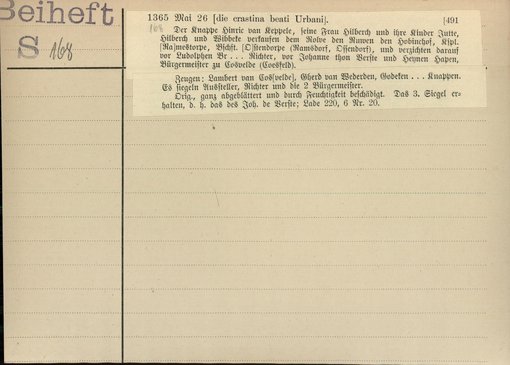 Beiheft
S 168
1365 Mai 26 [die crastina beati Urbani]. [491
168
Der Knappe Hinric van Keppele, seine Frau Hilberch und ihre Kinder Jutte,
Hilberch und Wibbeke verkaufen dem Rolve den Ruwen den Hobinchof, Kspl.
[Ra]mestorpe, Bschft. [O]ssendorpe (Ramsdorf, Ossendorf), und verzichten darauf
vor Ludolphen Br ... Richter, vor Johanne thon Verste und Heynen Hapen,
Bürgermeister zu Cosvelde (Coesfeld).
Zeugen: Lambert van Cos[velde], Gherd van Wederden, Godeken ... Knappen.
Es siegeln Aussteller, Richter und die 2 Bürgermeister.
Orig., ganz abgeblättert und durch Feuchtigkeit beschädigt. Das 3. Siegel er-
halten, d. h. das des Joh. de Verste; Lade 220, 6 Nr. 20.